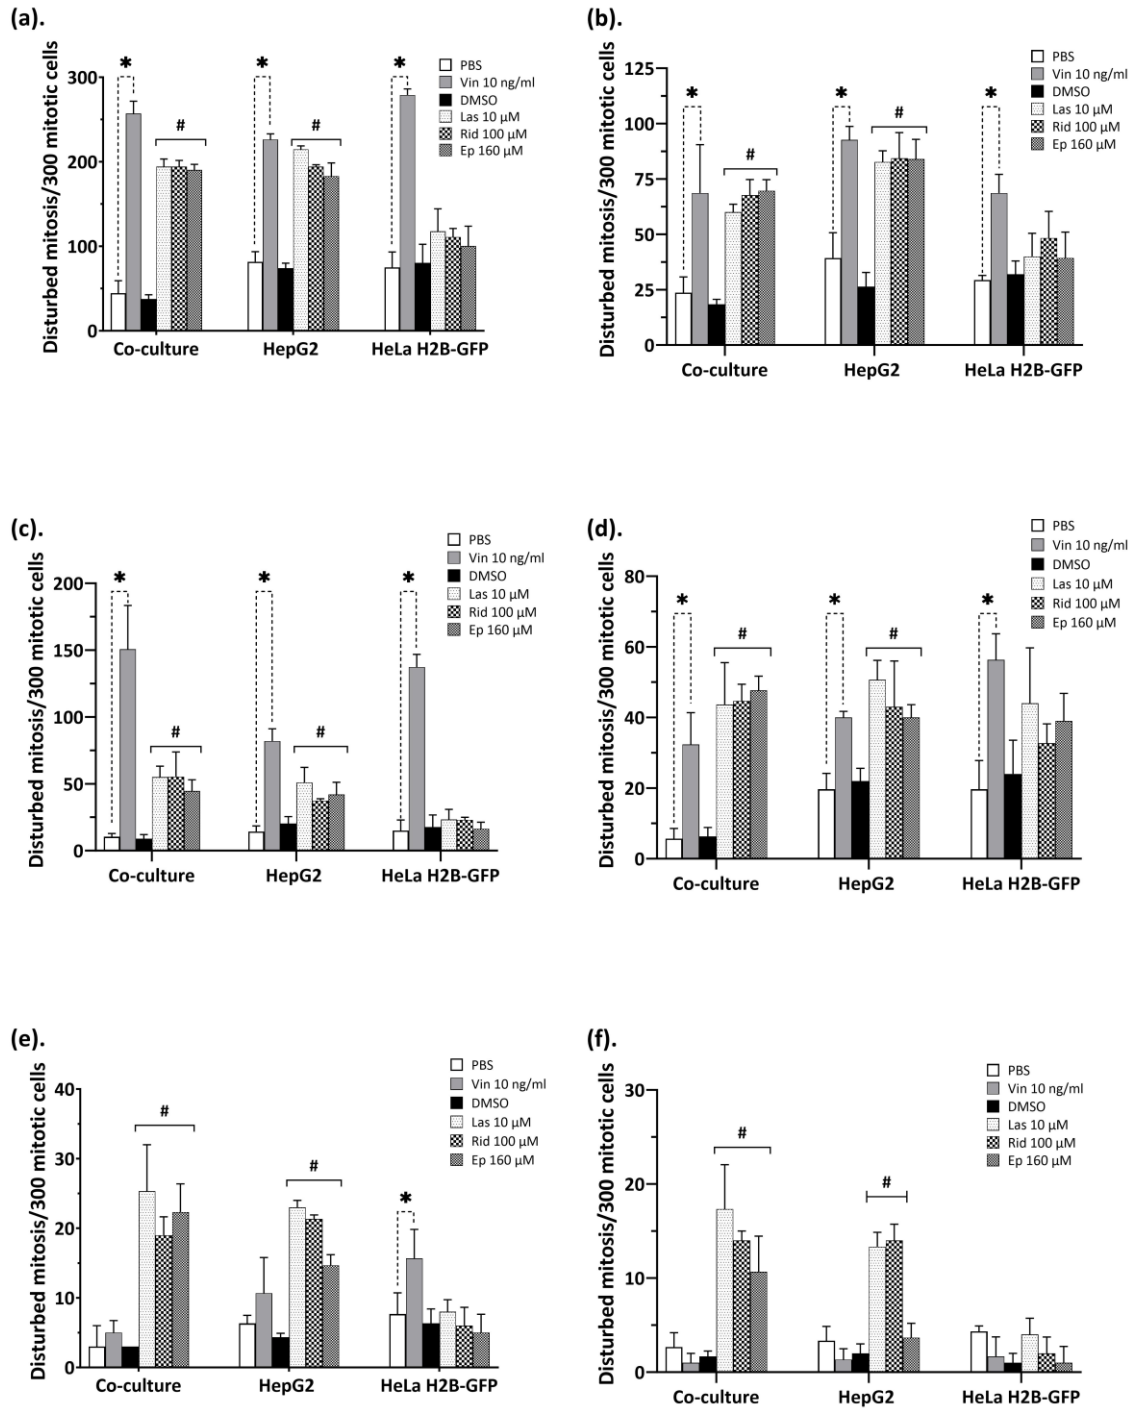 (a).
Disturbed mitosis/300 mitotic cells
300
200
100
0
*
*
*
#
#
PBS
Vin 10 ng/ml
DMSO
Las 10 μM
Rid 100 μM
Ep 160 μM
Co-culture HepG2 HeLa H2B-GFP
(b).
Disturbed mitosis/300 mitotic cells
125
100
75
50
25
0
*
*
*
#
#
PBS
Vin 10 ng/ml
DMSO
Las 10 μM
Rid 100 μM
Ep 160 μM
Co-culture HepG2 HeLa H2B-GFP
(c).
Disturbed mitosis/300 mitotic cells
200
150
100
50
0
*
*
*
#
#
PBS
Vin 10 ng/ml
DMSO
Las 10 μM
Rid 100 μM
Ep 160 μM
Co-culture HepG2 HeLa H2B-GFP
(d).
Disturbed mitosis/300 mitotic cells
80
60
40
20
0
*
*
*
#
#
PBS
Vin 10 ng/ml
DMSO
Las 10 μM
Rid 100 μM
Ep 160 μM
Co-culture HepG2 HeLa H2B-GFP
(e).
Disturbed mitosis/300 mitotic cells
40
30
20
10
0
#
#
*
PBS
Vin 10 ng/ml
DMSO
Las 10 μM
Rid 100 μM
Ep 160 μM
Co-culture HepG2 HeLa H2B-GFP
(f).
Disturbed mitosis/300 mitotic cells
30
20
10
0
#
#
PBS
Vin 10 ng/ml
DMSO
Las 10 μM
Rid 100 μM
Ep 160 μM
Co-culture HepG2 HeLa H2B-GFP